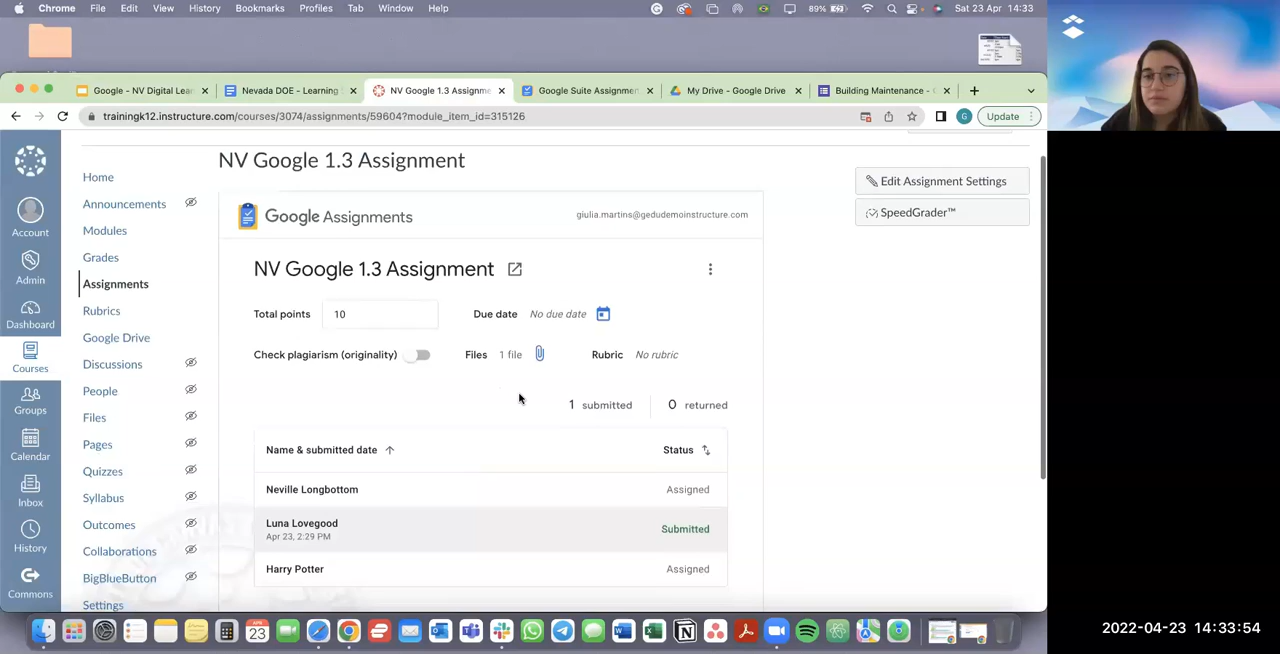 Chrome File Edit View History Bookmarks Profiles Tab Window Help 89% Sat 23 Apr 14:33
Google - NV Digital Lea Nevada DOE - Learning NV Google 1.3 Assignme Google Suite Assignmen My Drive - Google Drive Building Maintenance -
trainingk12.instructure.com/courses/3074/assignments/59604?module_item_id=315126 G Update
Account
Admin
Dashboard
Courses
Groups
Calendar
Inbox
History
Commons
Home
Announcements
Modules
Grades
Assignments
Rubrics
Google Drive
Discussions
People
Files
Pages
Quizzes
Syllabus
Outcomes
Collaborations
BigBlueButton
Settings
NV Google 1.3 Assignment
Edit Assignment Settings
SpeedGrader™
Google Assignments giulia.martins@gedudemoinstructure.com
NV Google 1.3 Assignment
Total points 10 Due date No due date
Check plagiarism (originality) Files 1 file Rubric No rubric
1 submitted 0 returned
Name & submitted date Status
Neville Longbottom Assigned
Luna Lovegood Submitted
Apr 23, 2:29 PM
Harry Potter Assigned
APR
23
2022-04-23 14:33:54